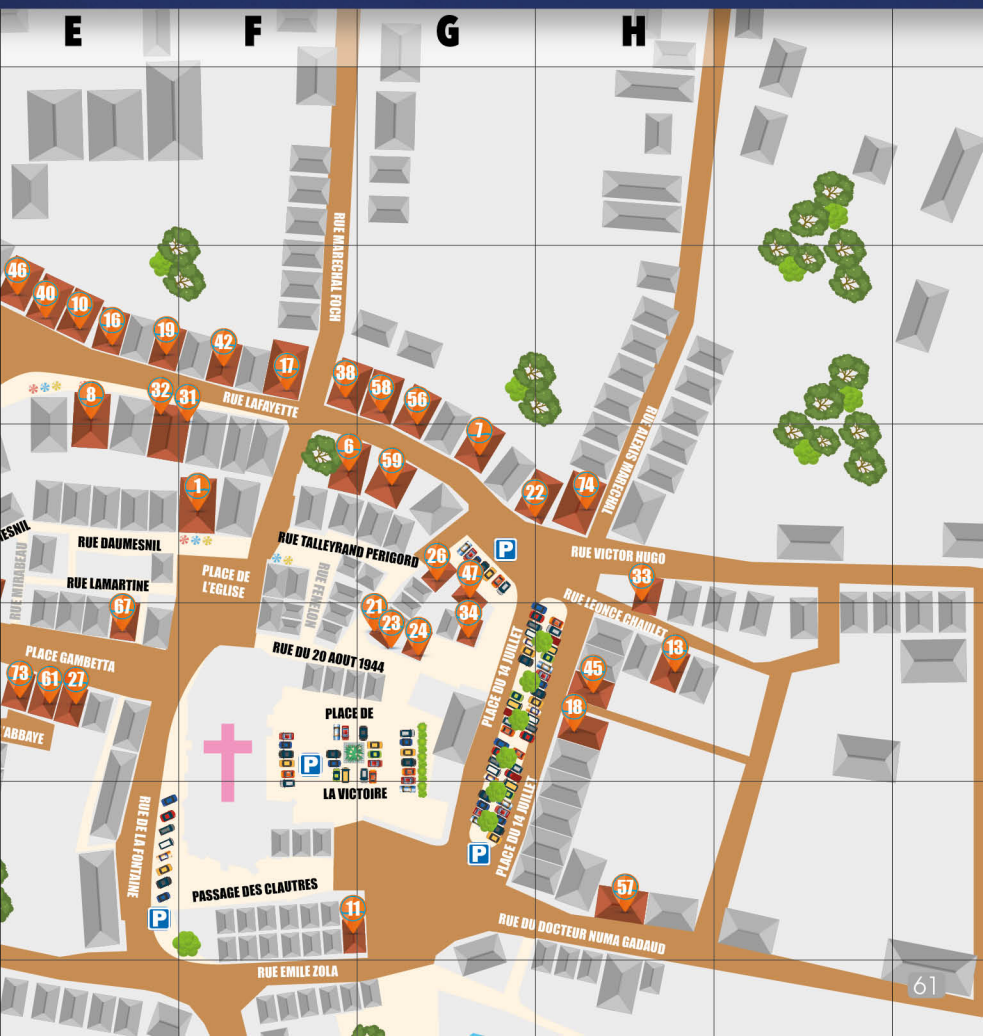 E
F
G
H
RUE MARECHAL FOCH
46
40
10
16
19
42
17
38
58
56
7
22
74
8
32
31
RUE LAFAYETTE
6
59
1
RUE ALEXIS MARECHAL
ESNIL
RUE DAUMESNIL
RUE MIRABEAU
RUE LAMARTINE
67
PLACE DE
L'EGLISE
RUE TALLEYRAND PERIGORD
RUE FENELON
26
47
P
RUE VICTOR HUGO
33
RUE LEONCE CHAULET
21
23
24
34
13
45
18
PLACE GAMBETTA
73
61
27
'ABBAYE
RUE DU 20 AOUT 1944
PLACE DU 14 JUILLET
PLACE DE
P
LA VICTOIRE
PLACE DU 14 JUILLET
P
RUE DE LA FONTAINE
P
PASSAGE DES CLAUTRES
11
57
RUE DU DOCTEUR NUMA GADAUD
RUE EMILE ZOLA
61